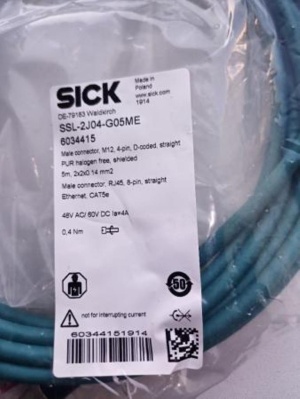 SICK
Made in
Poland
www.sick.com
1914
DE-79183 Waldkirch
SSL-2J04-G05ME
6034415
Male connector, M12, 4-pin, D-coded, straight
PUR halogen free, shielded
5m, 2x2x0.14 mm2
Male connector, RJ45, 8-pin, straight
Ethernet, CAT5e
48V AC/ 60V DC Ie=4A
0,4 Nm
not for interrupting current
50
60344151914